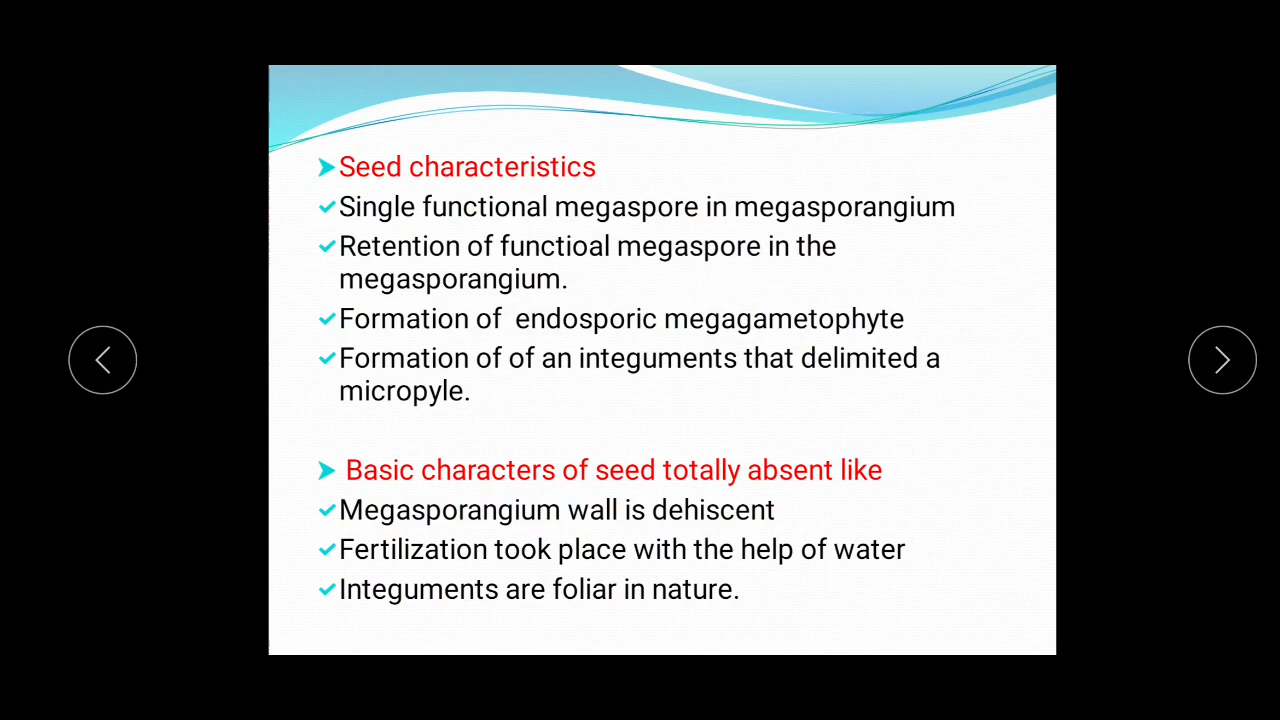 Seed characteristics
Single functional megaspore in megasporangium
Retention of functioal megaspore in the
megasporangium.
Formation of  endosporic megagametophyte
Formation of of an integuments that delimited a
micropyle.
Basic characters of seed totally absent like
Megasporangium wall is dehiscent
Fertilization took place with the help of water
Integuments are foliar in nature.